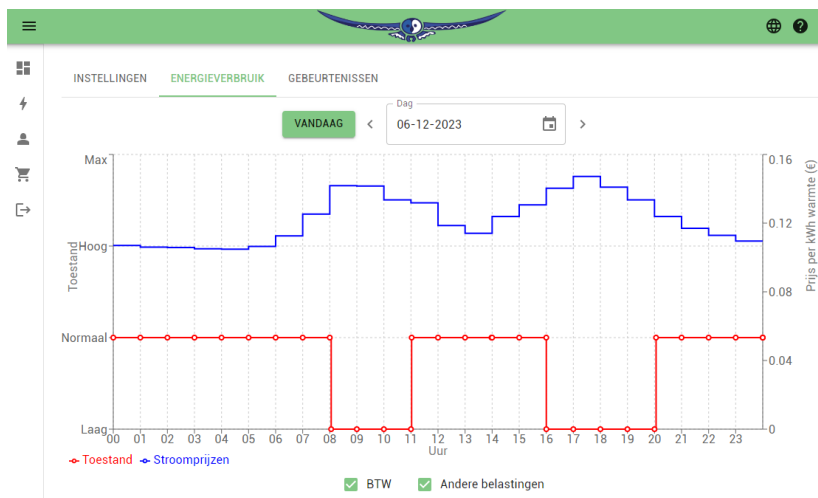 INSTELLINGEN ENERGIEVERBRUIK GEBEURTENISSEN
VANDAAG
Dag
06-12-2023
Max
Hoog
Normaal
Laag
Toestand
0.16
0.12
0.08
0.04
0
Prijs per kWh warmte (€)
00 01 02 03 04 05 06 07 08 09 10 11 12 13 14 15 16 17 18 19 20 21 22 23
Uur
Toestand Stroomprijzen
BTW Andere belastingen